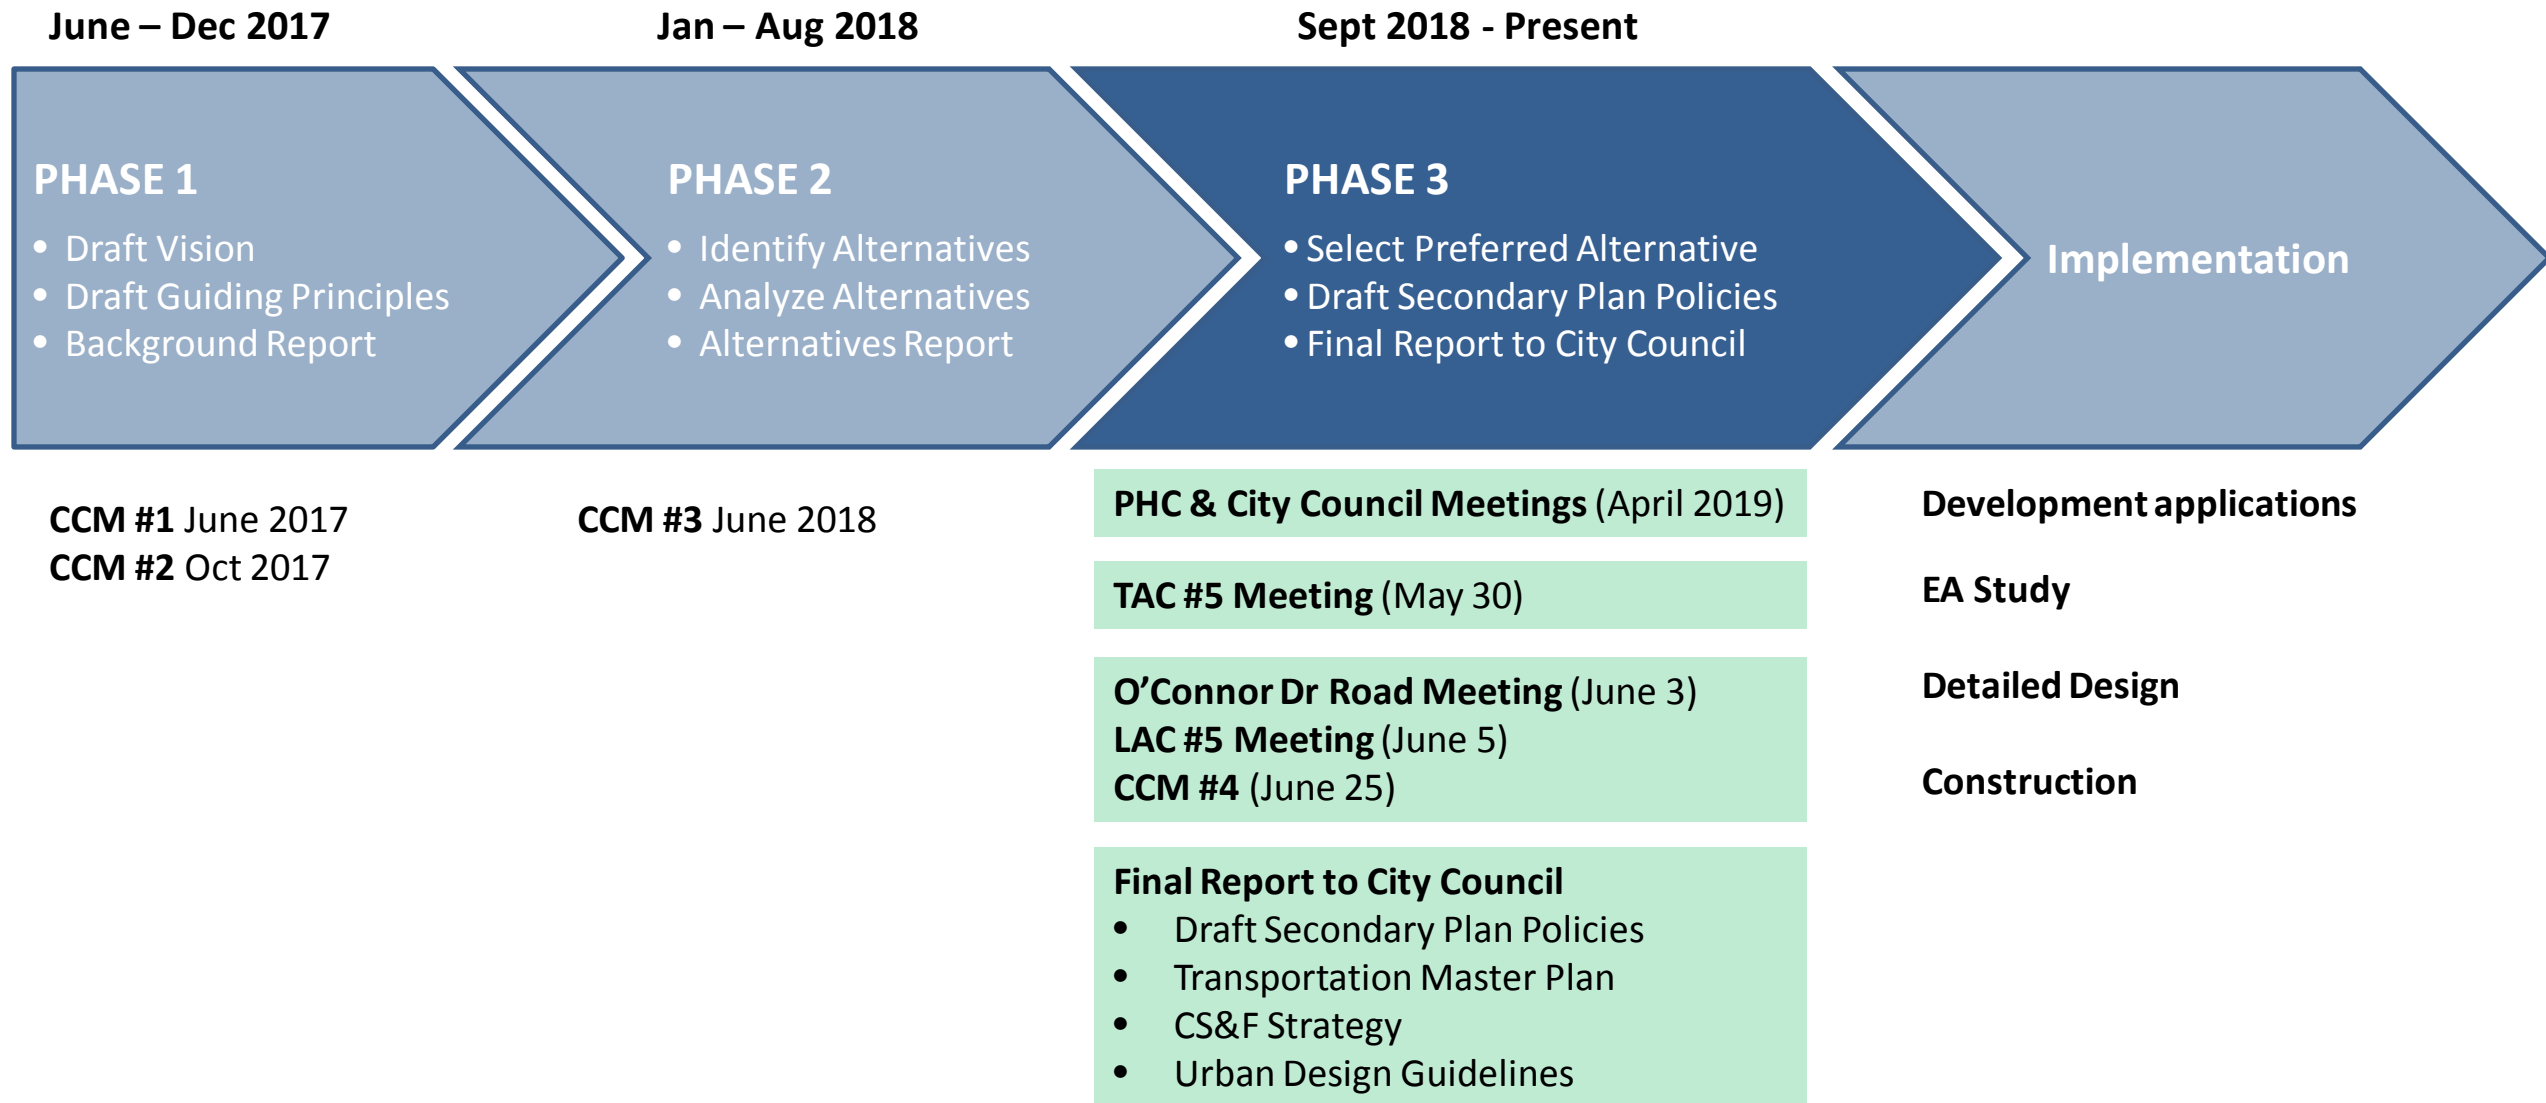 June – Dec 2017
Jan – Aug 2018
Sept 2018 - Present
PHASE 1
• Draft Vision
• Draft Guiding Principles
• Background Report
PHASE 2
• Identify Alternatives
• Analyze Alternatives
• Alternatives Report
PHASE 3
• Select Preferred Alternative
• Draft Secondary Plan Policies
• Final Report to City Council
Implementation
CCM #1 June 2017
CCM #2 Oct 2017
CCM #3 June 2018
PHC & City Council Meetings (April 2019)
TAC #5 Meeting (May 30)
O’Connor Dr Road Meeting (June 3)
LAC #5 Meeting (June 5)
CCM #4 (June 25)
Final Report to City Council
• Draft Secondary Plan Policies
• Transportation Master Plan
• CS&F Strategy
• Urban Design Guidelines
Development applications
EA Study
Detailed Design
Construction